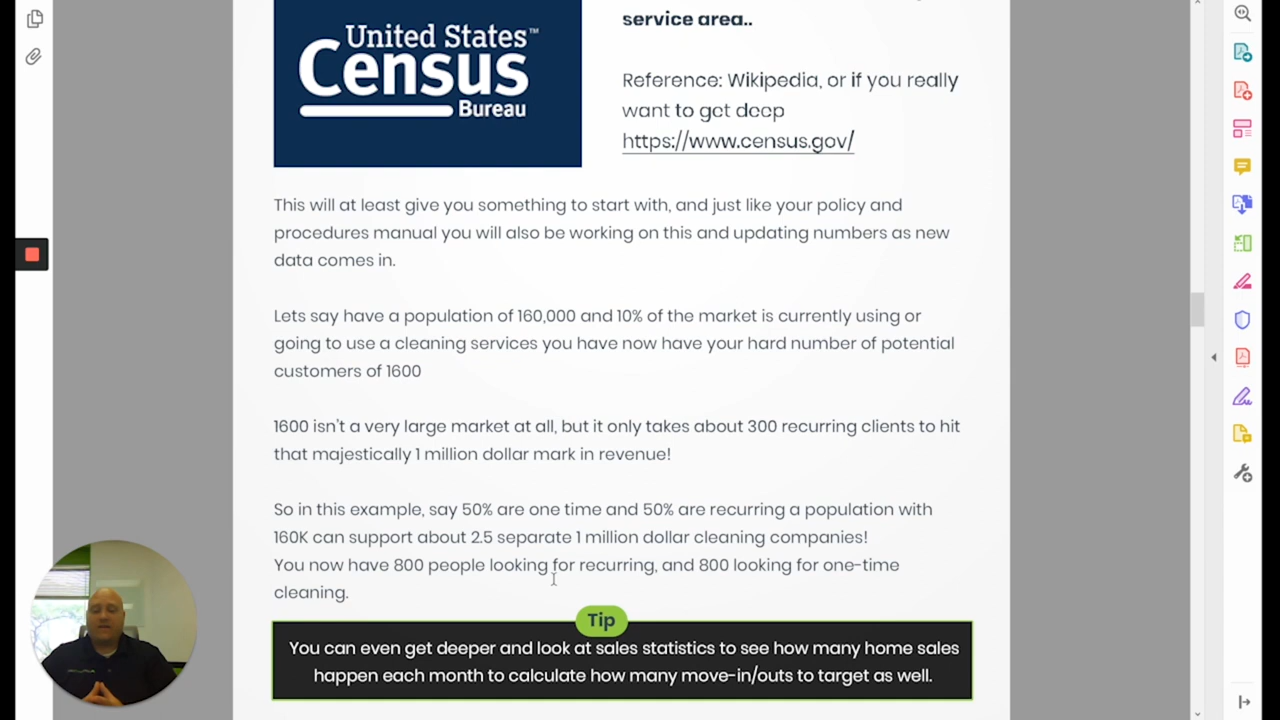 United States™
Census
Bureau
service area..
Reference: Wikipedia, or if you really
want to get deep
https://www.census.gov/
This will at least give you something to start with, and just like your policy and
procedures manual you will also be working on this and updating numbers as new
data comes in.
Lets say have a population of 160,000 and 10% of the market is currently using or
going to use a cleaning services you have now have your hard number of potential
customers of 1600
1600 isn't a very large market at all, but it only takes about 300 recurring clients to hit
that majestically 1 million dollar mark in revenue!
So in this example, say 50% are one time and 50% are recurring a population with
160K can support about 2.5 separate 1 million dollar cleaning companies!
You now have 800 people looking for recurring, and 800 looking for one-time
cleaning.
Tip
You can even get deeper and look at sales statistics to see how many home sales
happen each month to calculate how many move-in/outs to target as well.